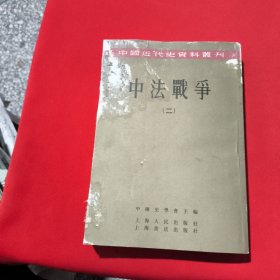 中國近代史資料叢刊
中法戰爭
(二)
中國史學會主編
上海人民出版社
上海書店出版社